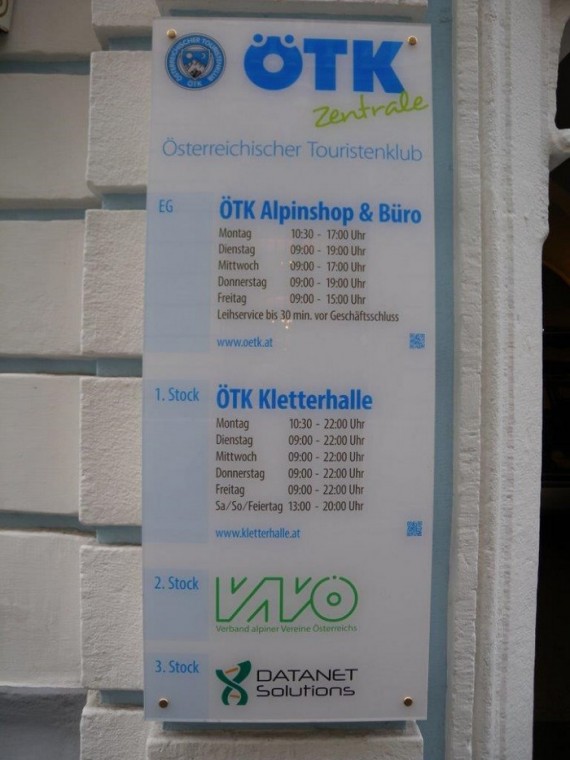 ÖTK
ÖTK
zentrale
Österreichischer Touristenklub
EG
ÖTK Alpinshop & Büro
Montag 10:30 - 17:00 Uhr
Dienstag 09:00 - 19:00 Uhr
Mittwoch 09:00 - 17:00 Uhr
Donnerstag 09:00 - 19:00 Uhr
Freitag 09:00 - 15:00 Uhr
Leihservice bis 30 min. vor Geschäftsschluss
www.oetk.at
1. Stock
ÖTK Kletterhalle
Montag 10:30 - 22:00 Uhr
Dienstag 09:00 - 22:00 Uhr
Mittwoch 09:00 - 22:00 Uhr
Donnerstag 09:00 - 22:00 Uhr
Freitag 09:00 - 22:00 Uhr
Sa/So/Feiertag 13:00 - 20:00 Uhr
www.kletterhalle.at
2. Stock
VAVÖ
Verband alpiner Vereine Österreichs
3. Stock
DATANET
Solutions